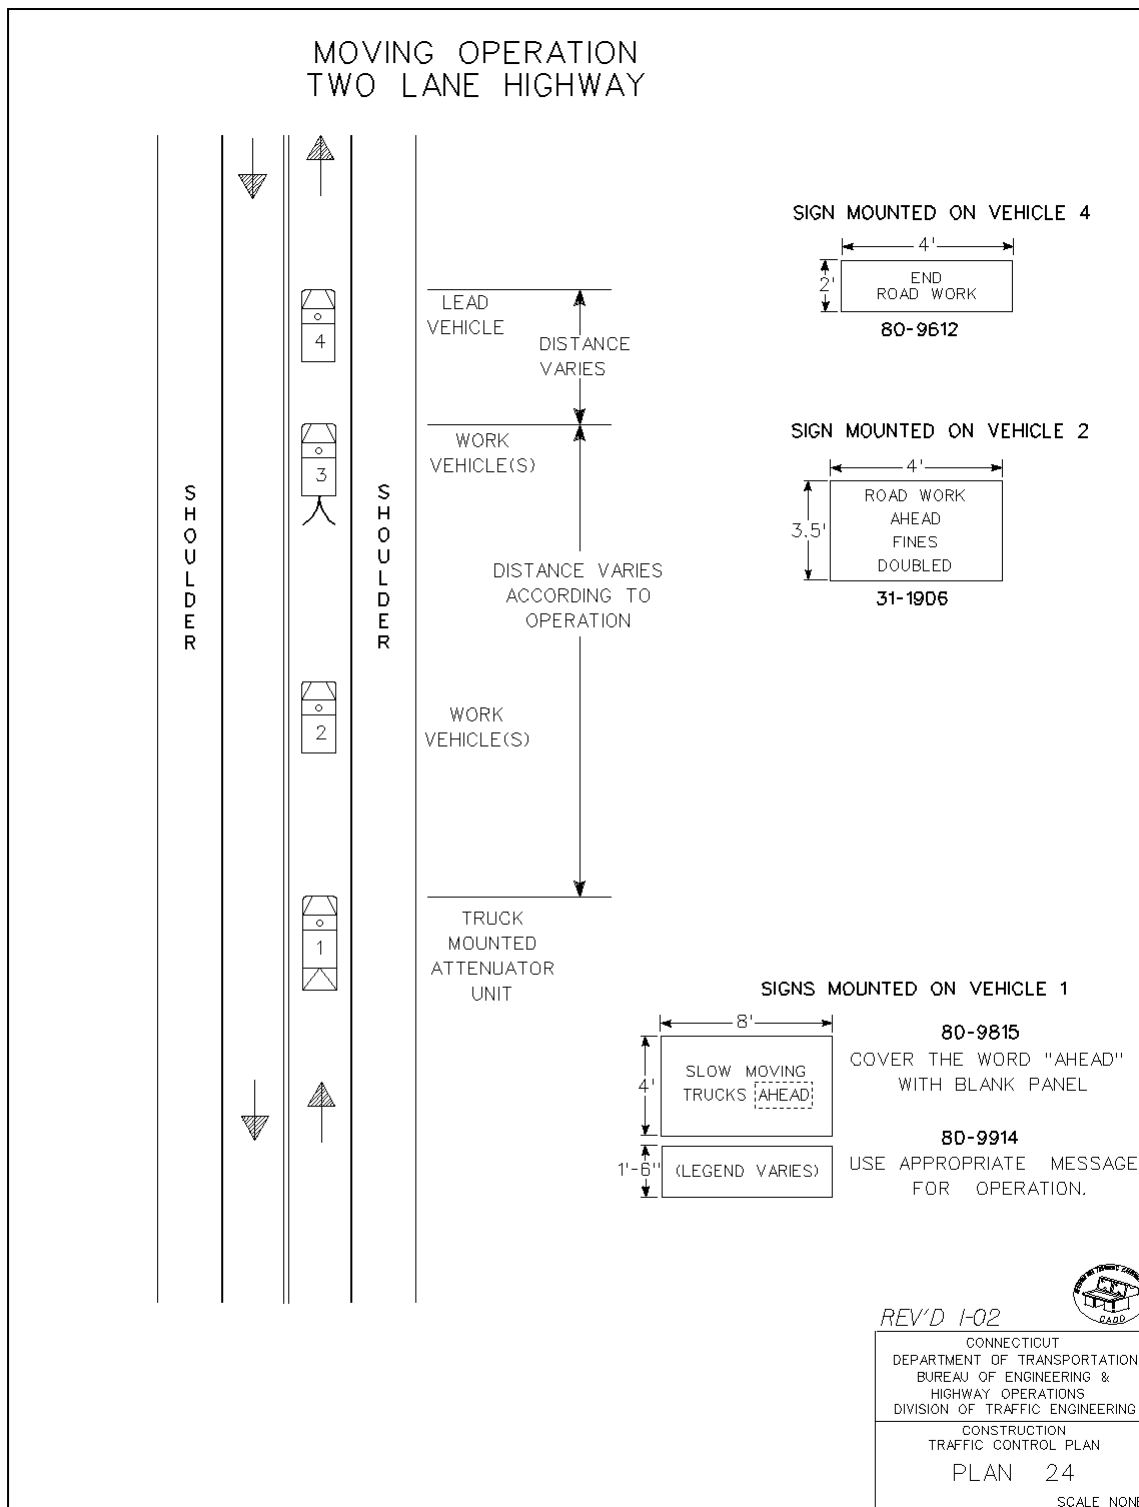 MOVING OPERATION
TWO LANE HIGHWAY
SIGN MOUNTED ON VEHICLE 4
4'
2'
END
ROAD WORK
80-9612
LEAD
VEHICLE
4
DISTANCE
VARIES
SIGN MOUNTED ON VEHICLE 2
4'
3.5'
ROAD WORK
AHEAD
FINES
DOUBLED
31-1906
WORK
VEHICLE(S)
3
SHOULDER
SHOULDER
DISTANCE VARIES
ACCORDING TO
OPERATION
2
WORK
VEHICLE(S)
1
TRUCK
MOUNTED
ATTENUATOR
UNIT
SIGNS MOUNTED ON VEHICLE 1
8'
4'
SLOW MOVING
TRUCKS AHEAD
80-9815
COVER THE WORD "AHEAD"
WITH BLANK PANEL
1'-6"
(LEGEND VARIES)
80-9914
USE APPROPRIATE MESSAGE
FOR OPERATION.
CADD
REV'D 1-02
CONNECTICUT
DEPARTMENT OF TRANSPORTATION
BUREAU OF ENGINEERING &
HIGHWAY OPERATIONS
DIVISION OF TRAFFIC ENGINEERING
CONSTRUCTION
TRAFFIC CONTROL PLAN
PLAN 24
SCALE NONE